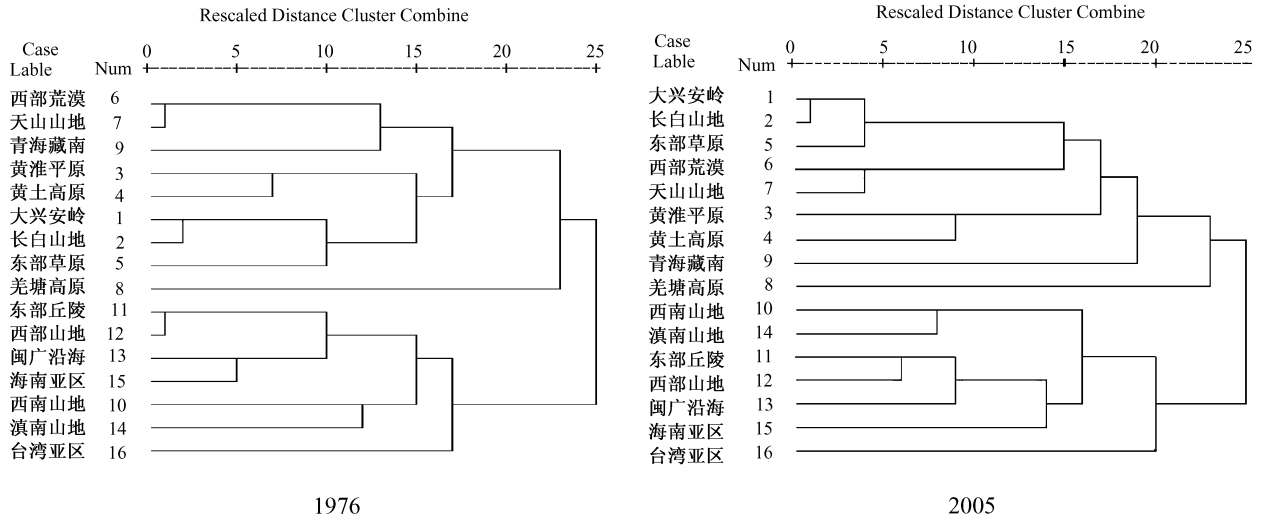 Rescaled Distance Cluster Combine
Case 0 5 10 15 20 25
Lable Num
西部荒漠 6
天山山地 7
青海藏南 9
黄淮平原 3
黄土高原 4
大兴安岭 1
长白山地 2
东部草原 5
羌塘高原 8
东部丘陵 11
西部山地 12
闽广沿海 13
海南亚区 15
西南山地 10
滇南山地 14
台湾亚区 16
1976
Rescaled Distance Cluster Combine
Case 0 5 10 15 20 25
Lable Num
大兴安岭 1
长白山地 2
东部草原 5
西部荒漠 6
天山山地 7
黄淮平原 3
黄土高原 4
青海藏南 9
羌塘高原 8
西南山地 10
滇南山地 14
东部丘陵 11
西部山地 12
闽广沿海 13
海南亚区 15
台湾亚区 16
2005